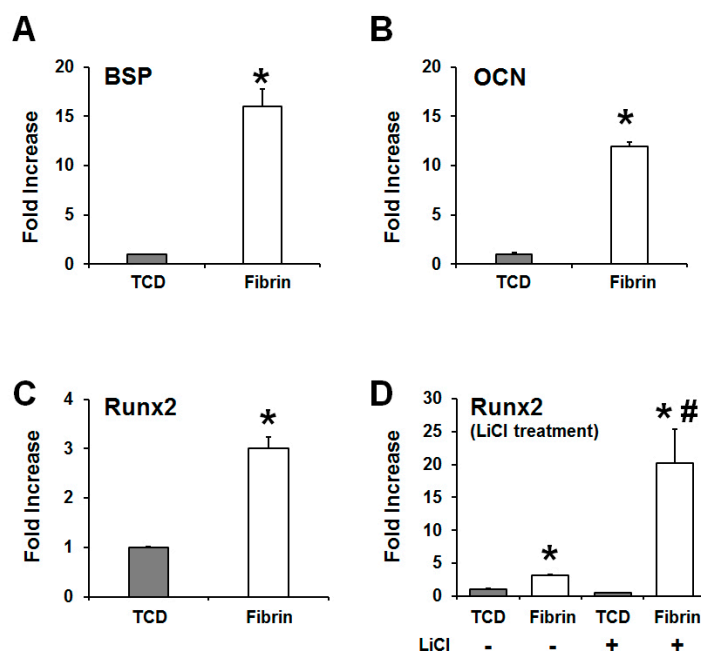 A
BSP
Fold Increase
20
15
10
5
0
TCD Fibrin
*
B
OCN
Fold Increase
20
15
10
5
0
TCD Fibrin
*
C
Runx2
Fold Increase
4
3
2
1
0
TCD Fibrin
*
D
Runx2
(LiCl treatment)
Fold Increase
30
25
20
15
10
5
0
*
* #
TCD Fibrin TCD Fibrin
LiCl - - + +